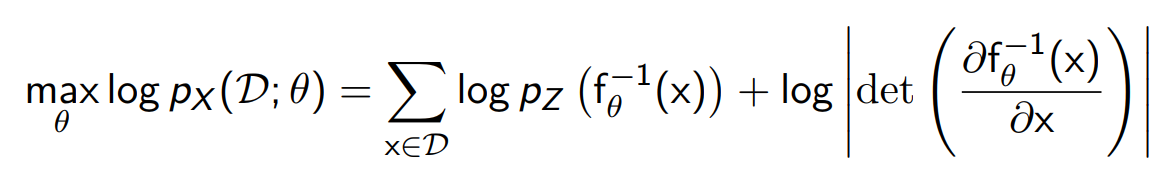 max_θ log p_X(𝒟; θ) = ∑_{x∈𝒟} log p_Z (f_θ^{-1}(x)) + log |det (∂f_θ^{-1}(x) / ∂x)|